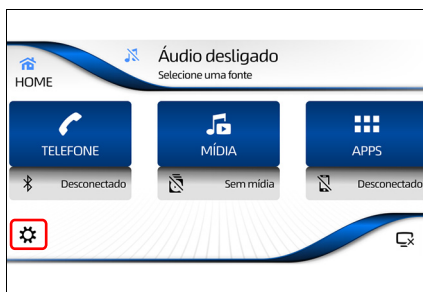 Áudio desligado
Selecione uma fonte
HOME
TELEFONE
MÍDIA
APPS
Desconectado
Sem mídia
Desconectado